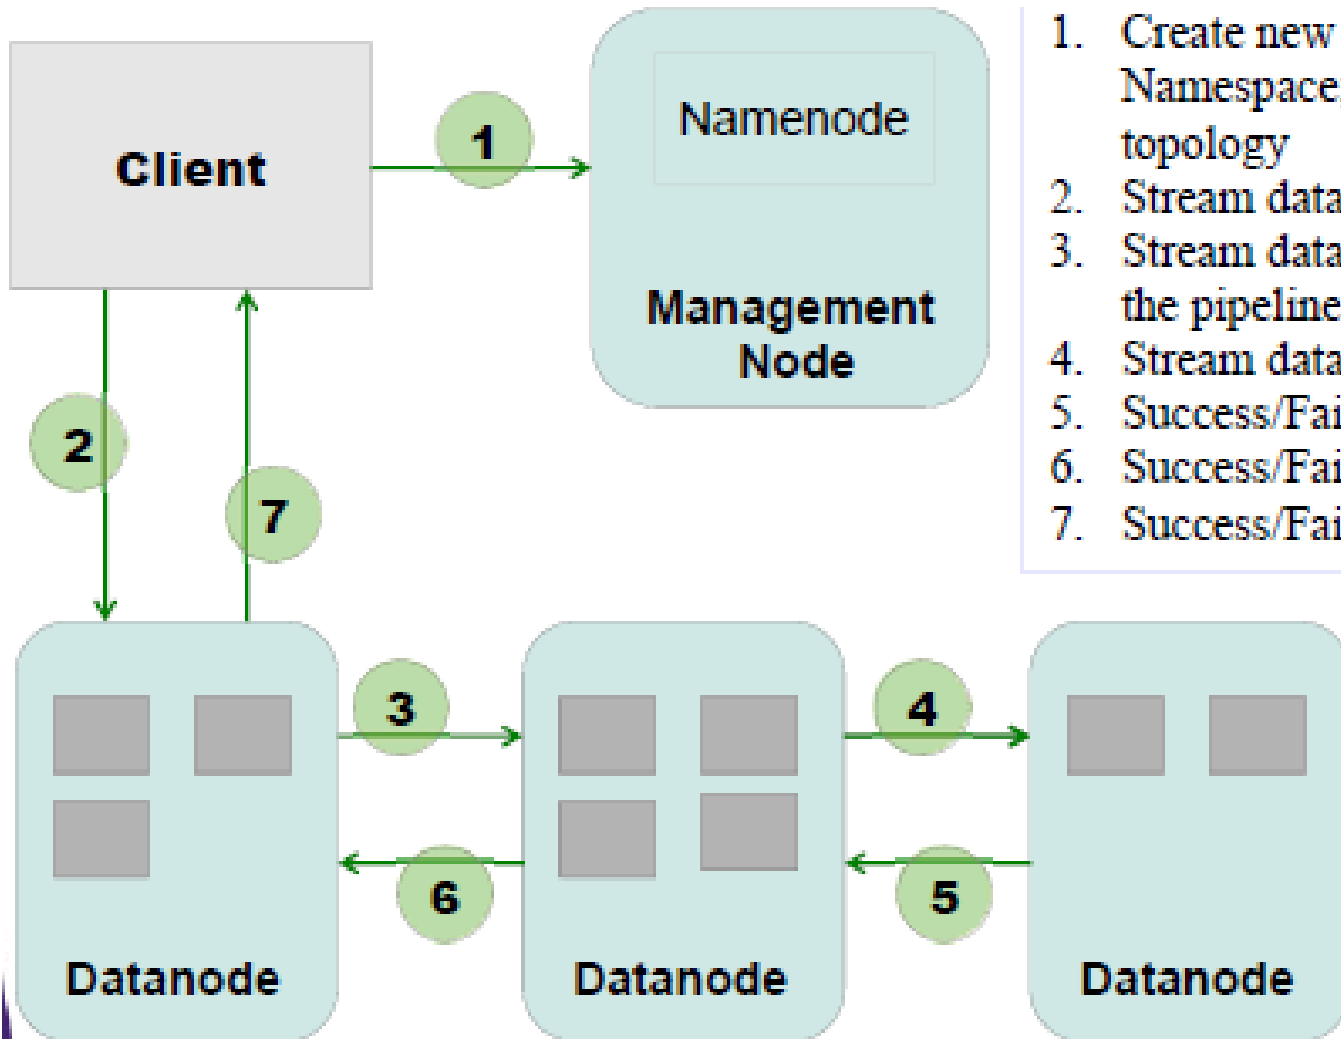 Client
1
Namenode
Management
Node
2
7
3
4
6
5
Datanode
Datanode
Datanode
1. Create new
Namespace
topology
2. Stream data
3. Stream data
the pipeline
4. Stream data
5. Success/Fai
6. Success/Fai
7. Success/Fai